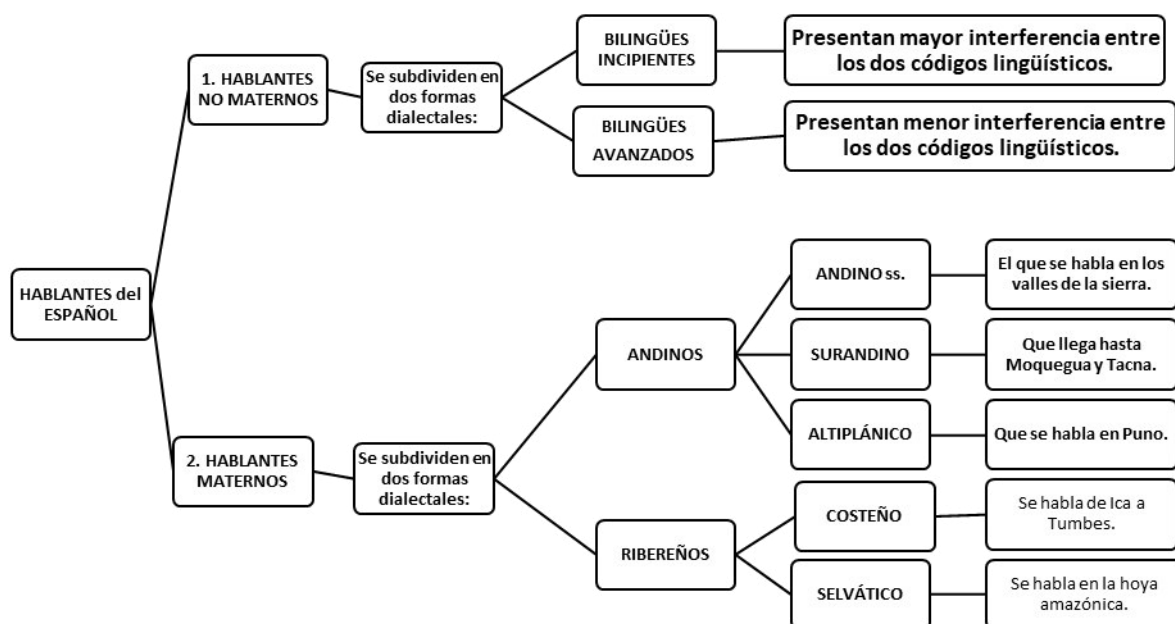 HABLANTES del
ESPAÑOL
1. HABLANTES
NO MATERNOS
Se subdividen en
dos formas
dialectales:
BILINGÜES
INCIPIENTES
Presentan mayor interferencia entre
los dos códigos lingüísticos.
BILINGÜES
AVANZADOS
Presentan menor interferencia entre
los dos códigos lingüísticos.
2. HABLANTES
MATERNOS
Se subdividen en
dos formas
dialectales:
ANDINOS
ANDINO ss.
El que se habla en los
valles de la sierra.
SURANDINO
Que llega hasta
Moquegua y Tacna.
ALTIPLÁNICO
Que se habla en Puno.
RIBEREÑOS
COSTEÑO
Se habla de Ica a
Tumbes.
SELVÁTICO
Se habla en la hoya
amazónica.